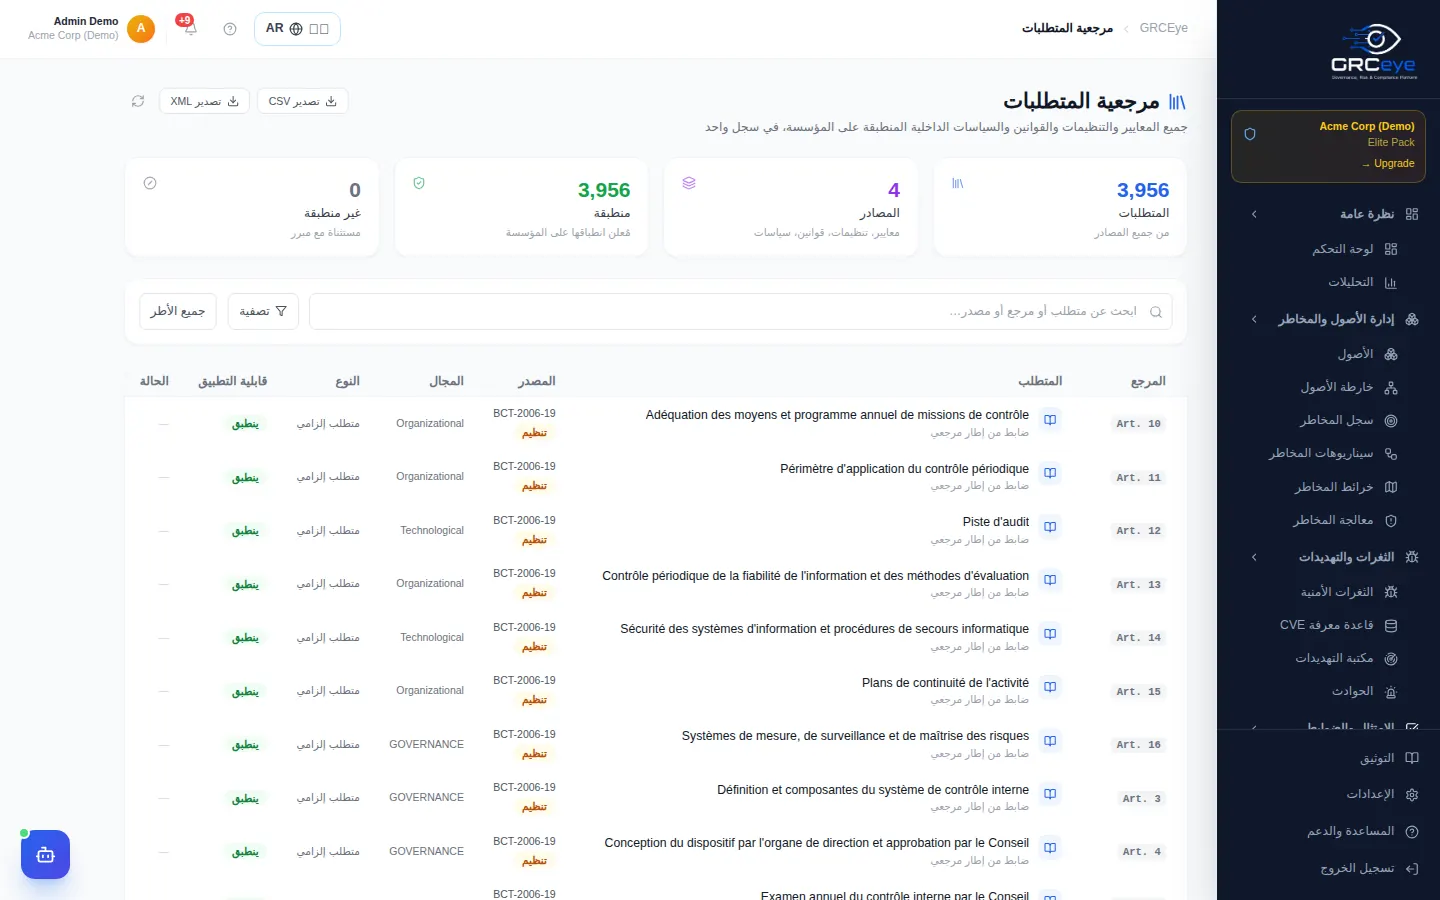 GRCeye
Governance, Risk & Compliance Platform
Acme Corp (Demo)
Elite Pack
→ Upgrade
نظرة عامة
لوحة التحكم
التحليلات
إدارة الأصول والمخاطر
الأصول
خارطة الأصول
سجل المخاطر
سيناريوهات المخاطر
خرائط المخاطر
معالجة المخاطر
الثغرات والتهديدات
الثغرات الأمنية
قاعدة معرفة CVE
مكتبة التهديدات
الحوادث
الامتثال والضوابط
التوثيق
الإعدادات
المساعدة والدعم
تسجيل الخروج
GRCEye
مرجعية المتطلبات
AR
9+
A
Admin Demo
Acme Corp (Demo)
مرجعية المتطلبات
جميع المعايير والتنظيمات والقوانين والسياسات الداخلية المنطبقة على المؤسسة، في سجل واحد
تصدير CSV
تصدير XML
3,956
المتطلبات
من جميع المصادر
4
المصادر
معايير، تنظيمات، قوانين، سياسات
3,956
منطبقة
مُعلن انطباقها على المؤسسة
0
غير منطبقة
مستثناة مع مبرر
ابحث عن متطلب أو مرجع أو مصدر...
تصفية
جميع الأطر
المرجع المتطلب المصدر المجال النوع قابلية التطبيق الحالة
Art. 10
Adéquation des moyens et programme annuel de missions de contrôle
ضابط من إطار مرجعي
BCT-2006-19
تنظيم
Organizational
متطلب إلزامي
ينطبق
—
Art. 11
Périmètre d'application du contrôle périodique
ضابط من إطار مرجعي
BCT-2006-19
تنظيم
Organizational
متطلب إلزامي
ينطبق
—
Art. 12
Piste d'audit
ضابط من إطار مرجعي
BCT-2006-19
تنظيم
Technological
متطلب إلزامي
ينطبق
—
Art. 13
Contrôle périodique de la fiabilité de l'information et des méthodes d'évaluation
ضابط من إطار مرجعي
BCT-2006-19
تنظيم
Organizational
متطلب إلزامي
ينطبق
—
Art. 14
Sécurité des systèmes d'information et procédures de secours informatique
ضابط من إطار مرجعي
BCT-2006-19
تنظيم
Technological
متطلب إلزامي
ينطبق
—
Art. 15
Plans de continuité de l'activité
ضابط من إطار مرجعي
BCT-2006-19
تنظيم
Organizational
متطلب إلزامي
ينطبق
—
Art. 16
Systèmes de mesure, de surveillance et de maîtrise des risques
ضابط من إطار مرجعي
BCT-2006-19
تنظيم
GOVERNANCE
متطلب إلزامي
ينطبق
—
Art. 3
Définition et composantes du système de contrôle interne
ضابط من إطار مرجعي
BCT-2006-19
تنظيم
GOVERNANCE
متطلب إلزامي
ينطبق
—
Art. 4
Conception du dispositif par l'organe de direction et approbation par le Conseil
ضابط من إطار مرجعي
BCT-2006-19
تنظيم
GOVERNANCE
متطلب إلزامي
ينطبق
—
Examen annuel du contrôle interne par le Conseil
BCT-2006-19